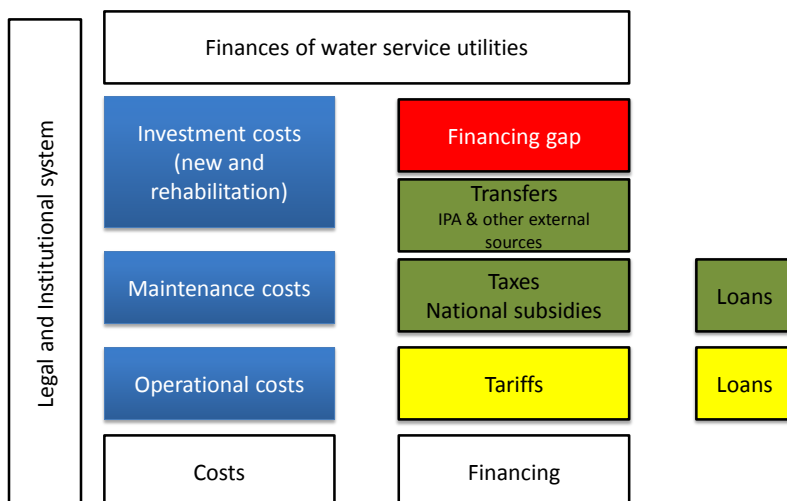 Legal and Institutional system
Finances of water service utilities
Investment costs
(new and
rehabilitation)
Financing gap
Transfers
IPA & other external
sources
Maintenance costs
Taxes
National subsidies
Loans
Operational costs
Tariffs
Loans
Costs
Financing